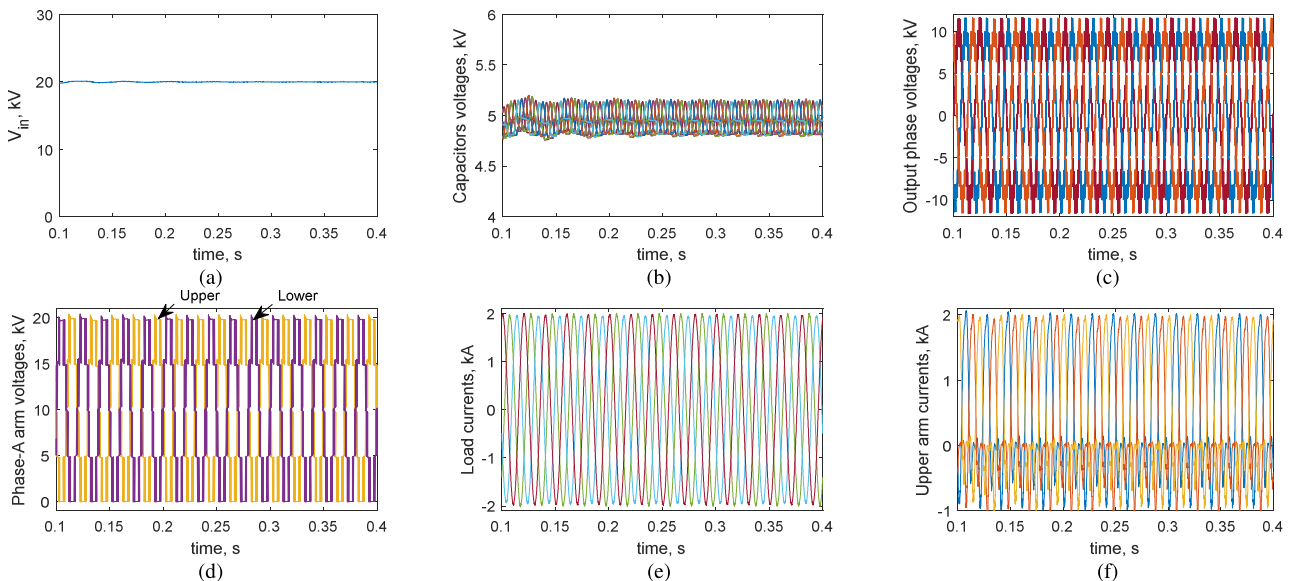 30
20
10
0
V_in, kV
0.1 0.15 0.2 0.25 0.3 0.35 0.4
time, s
(a)
6
5.5
5
4.5
4
Capacitors voltages, kV
0.1 0.15 0.2 0.25 0.3 0.35 0.4
time, s
(b)
10
5
0
-5
-10
Output phase voltages, kV
0.1 0.15 0.2 0.25 0.3 0.35 0.4
time, s
(c)
Upper Lower
20
15
10
5
0
Phase-A arm voltages, kV
0.1 0.15 0.2 0.25 0.3 0.35 0.4
time, s
(d)
2
1
0
-1
-2
Load currents, kA
0.1 0.15 0.2 0.25 0.3 0.35 0.4
time, s
(e)
2
1
0
-1
Upper arm currents, kA
0.1 0.15 0.2 0.25 0.3 0.35 0.4
time, s
(f)